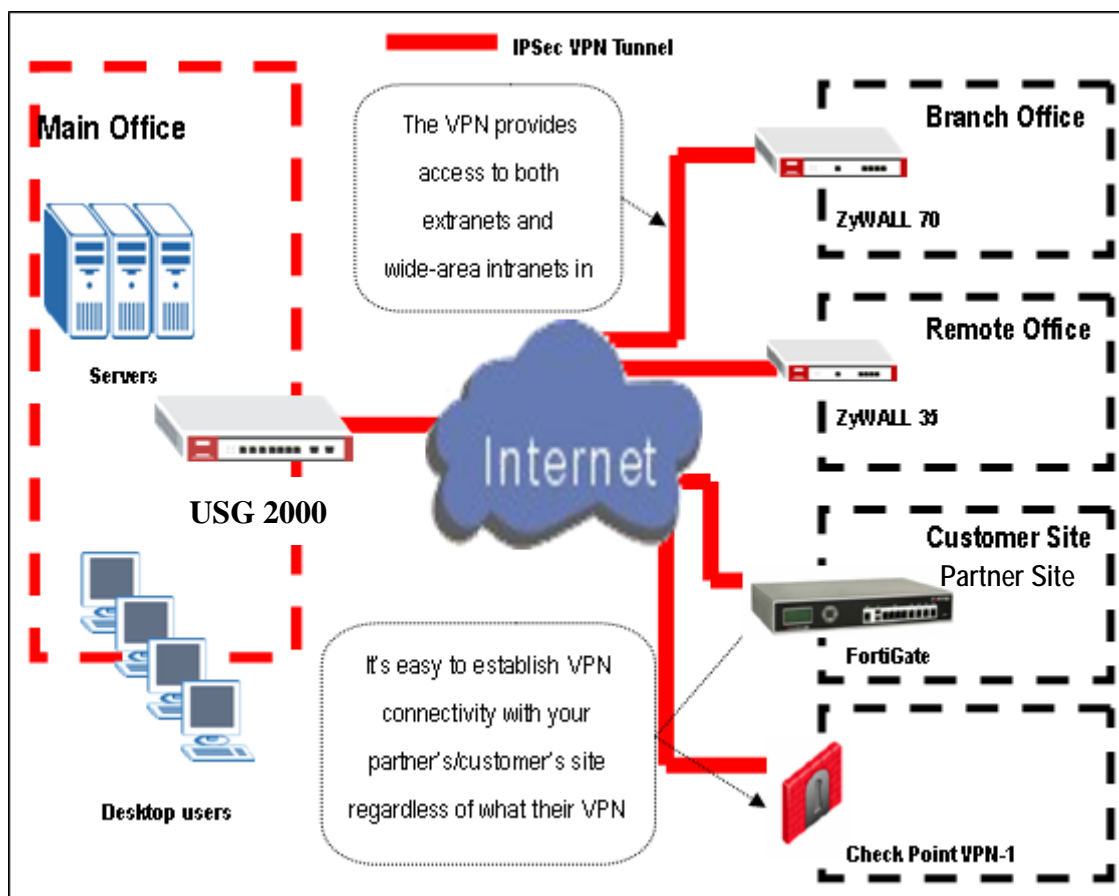 IPSec VPN Tunnel
Main Office
The VPN provides
access to both
extranets and
wide-area intranets in
Branch Office
ZyWALL 70
Servers
Remote Office
ZyWALL 35
Internet
USG 2000
Customer Site
Partner Site
FortiGate
It's easy to establish VPN
connectivity with your
partner's/customer's site
regardless of what their VPN
Desktop users
Check Point VPN-1